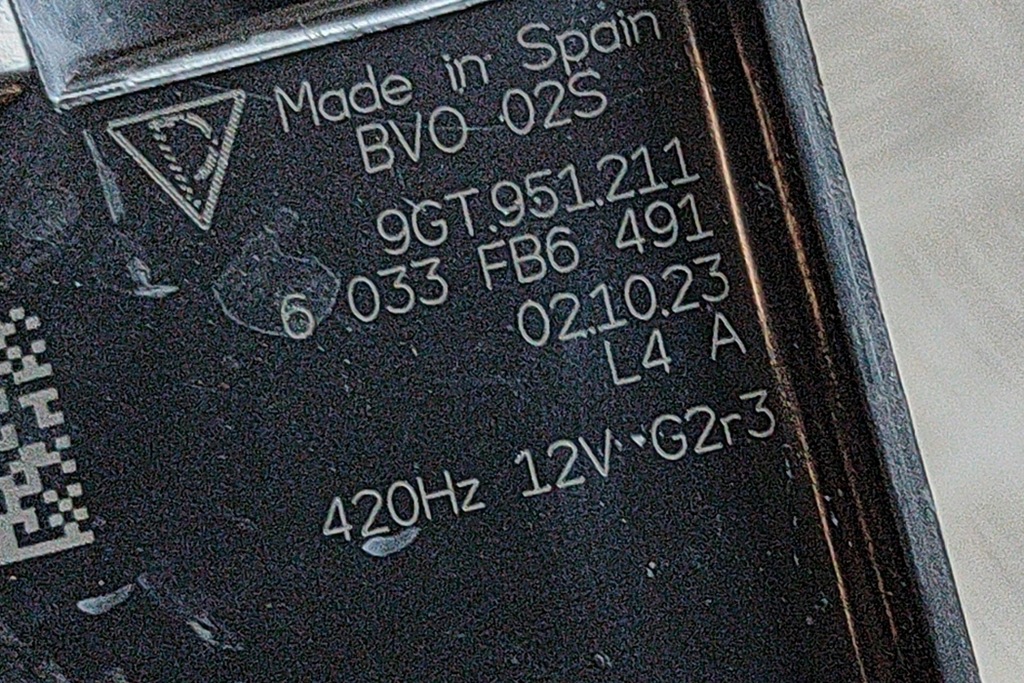 Made in Spain
BVO 02S
9GT.951.211
6 033 FB6 491
02.10.23
L4 A
420Hz 12V G2r3